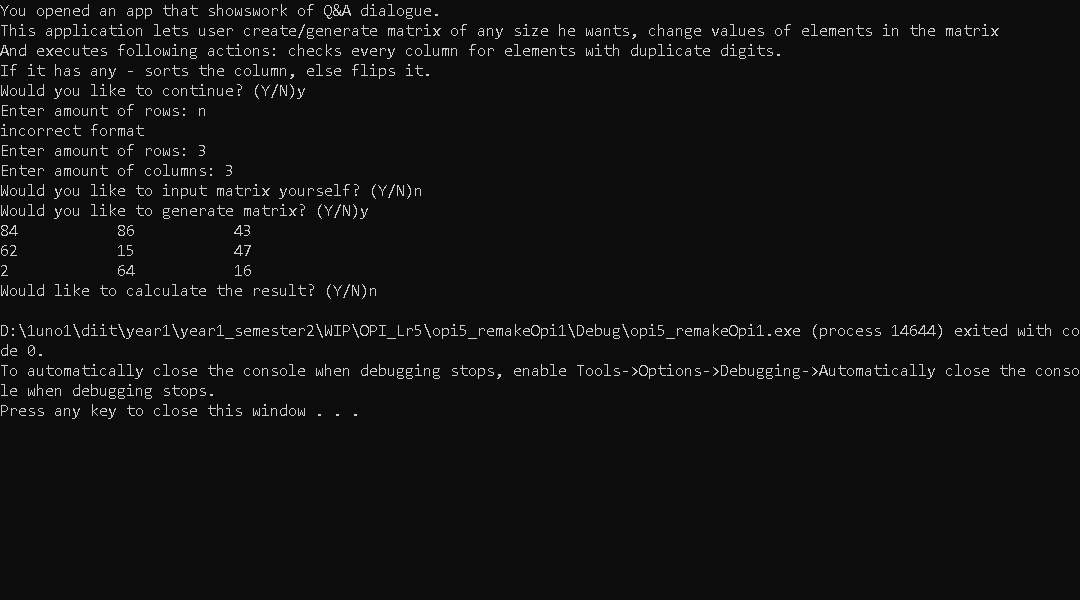 You opened an app that showswork of Q&A dialogue.
This application lets user create/generate matrix of any size he wants, change values of elements in the matrix
And executes following actions: checks every column for elements with duplicate digits.
If it has any - sorts the column, else flips it.
Would you like to continue? (Y/N)y
Enter amount of rows: n
incorrect format
Enter amount of rows: 3
Enter amount of columns: 3
Would you like to input matrix yourself? (Y/N)n
Would you like to generate matrix? (Y/N)y
84 86 43
62 15 47
2 64 16
Would like to calculate the result? (Y/N)n
D:\1uno1\diit\year1\year1_semester2\WIP\OPI_Lr5\opi5_remakeOpi1\Debug\opi5_remakeOpi1.exe (process 14644) exited with co
de 0.
To automatically close the console when debugging stops, enable Tools->Options->Debugging->Automatically close the conso
le when debugging stops.
Press any key to close this window . . .